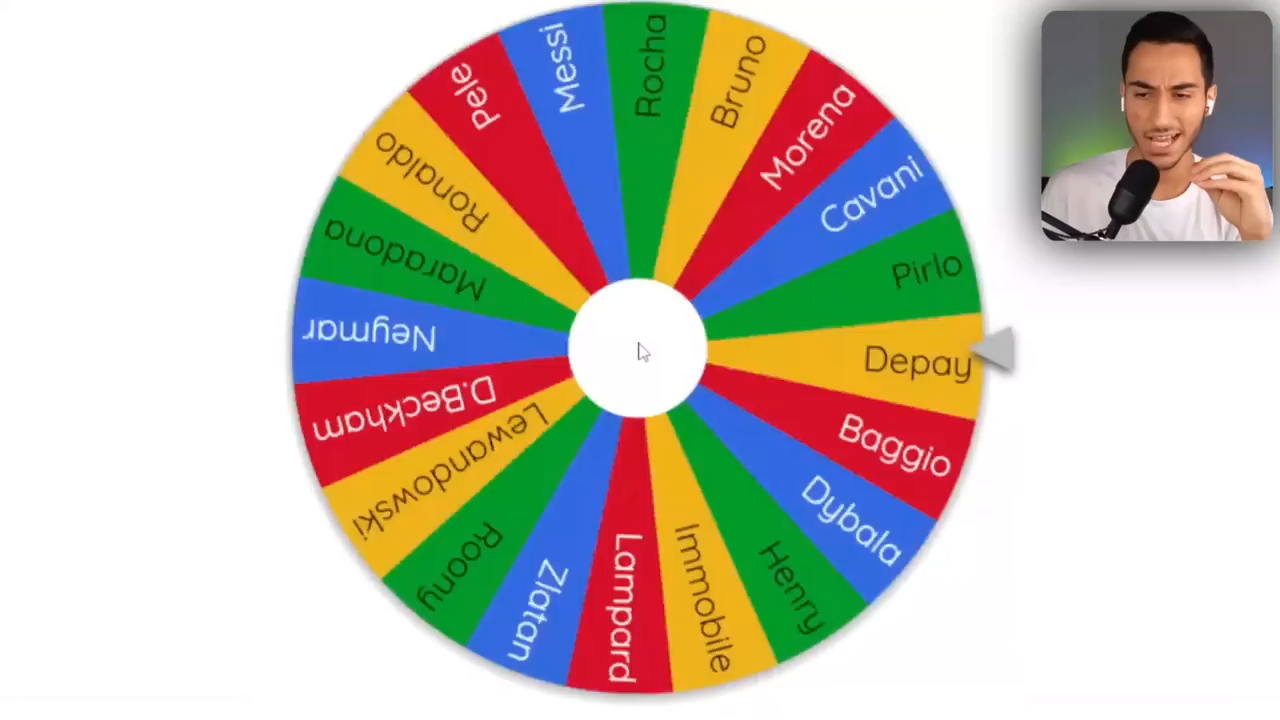 Messi
Rocha
Bruno
Morena
Cavani
Pirlo
Depay
Baggio
Dybala
Henry
Immobile
Lampard
Zlatan
Roony
Lewandowski
D.Beckham
Neymar
Maradona
Ronaldo
Pele